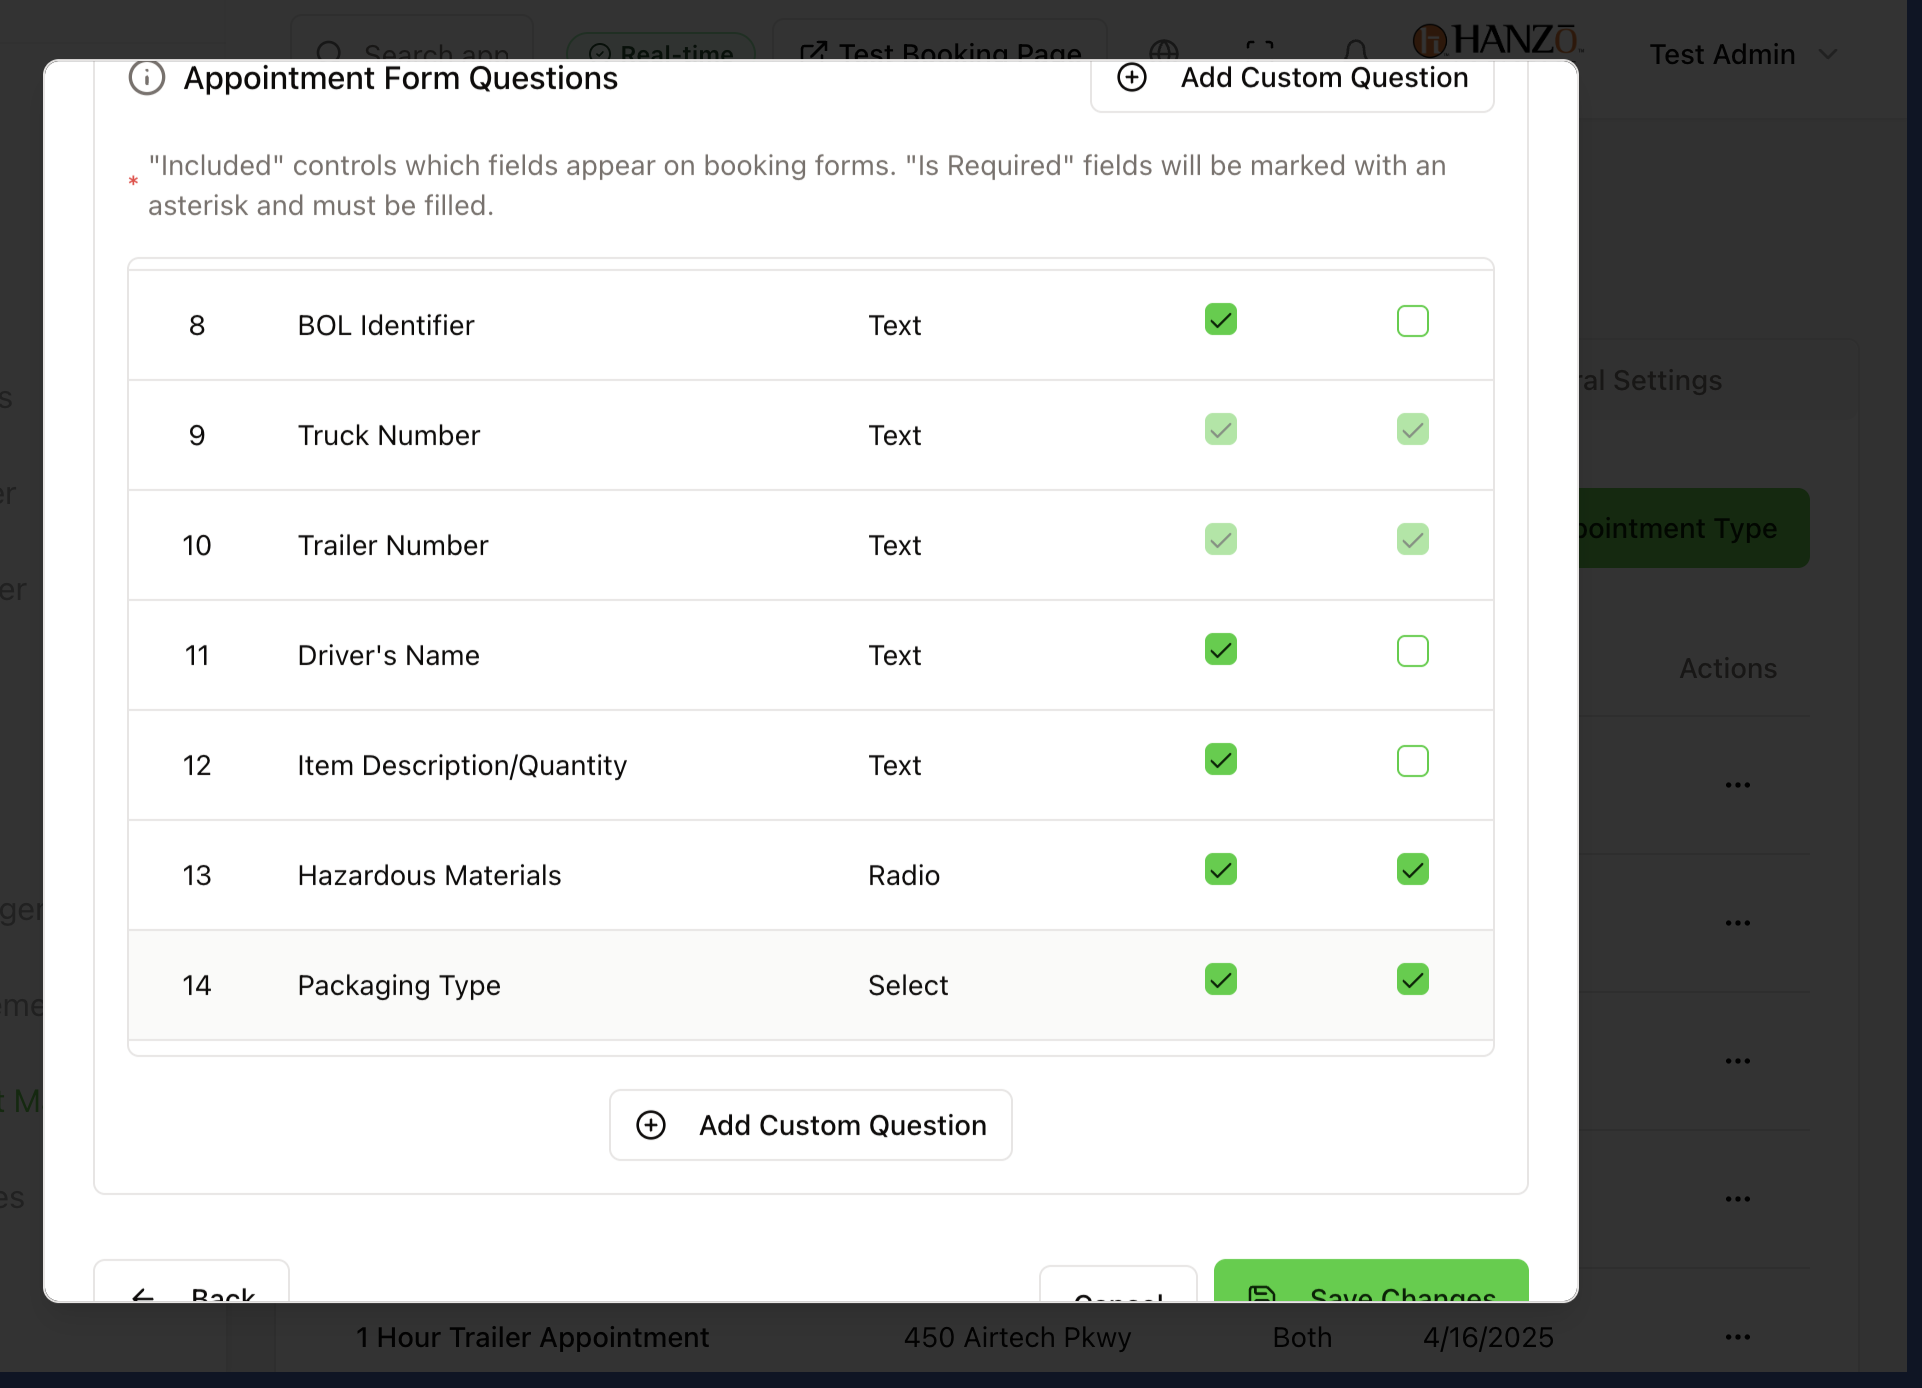 Real-time
Test Booking Page
HANZŌ
Test Admin
Appointment Form Questions
Add Custom Question
* "Included" controls which fields appear on booking forms. "Is Required" fields will be marked with an
asterisk and must be filled.
8 BOL Identifier Text
ral Settings
9 Truck Number Text
10 Trailer Number Text
pointment Type
11 Driver's Name Text
Actions
12 Item Description/Quantity Text
13 Hazardous Materials Radio
14 Packaging Type Select
Add Custom Question
Back
Cancel
Save Changes
1 Hour Trailer Appointment 450 Airtech Pkwy Both 4/16/2025